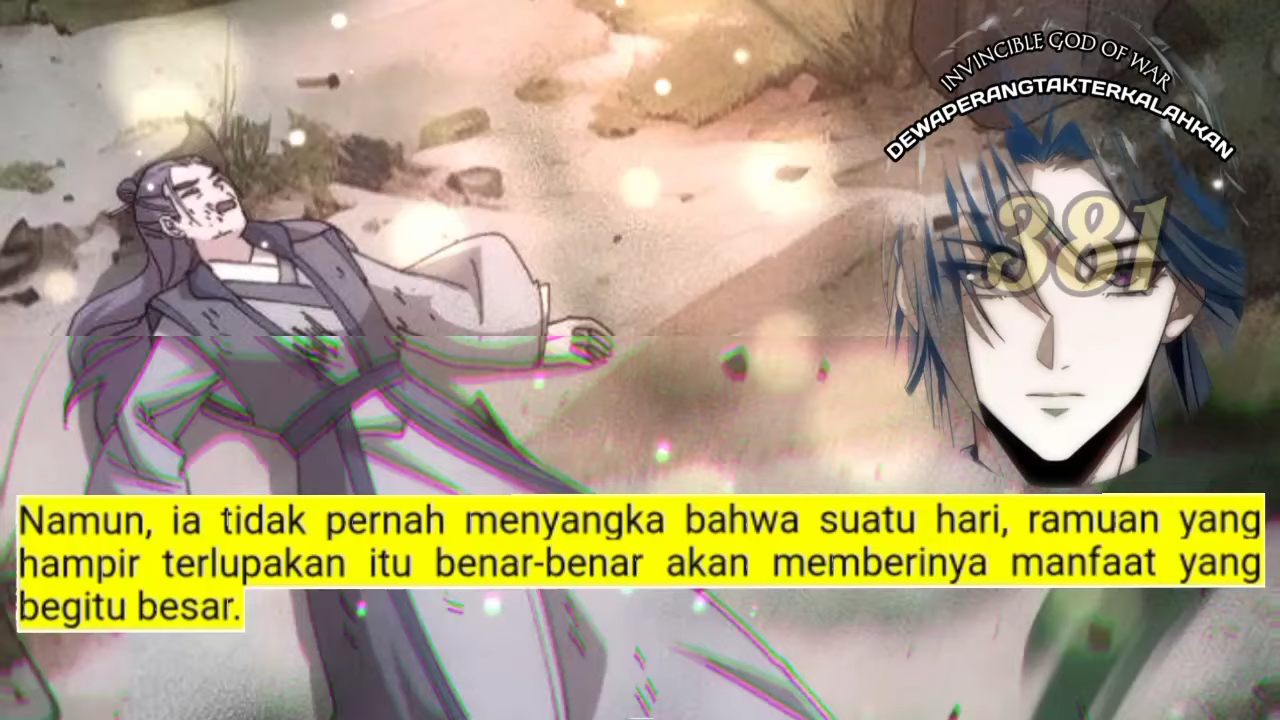 INVINCIBLE GOD OF WAR
DEWAPERANGTAKTERKALAHKAN
381
Namun, ia tidak pernah menyangka bahwa suatu hari, ramuan yang
hampir terlupakan itu benar-benar akan memberinya manfaat yang
begitu besar.